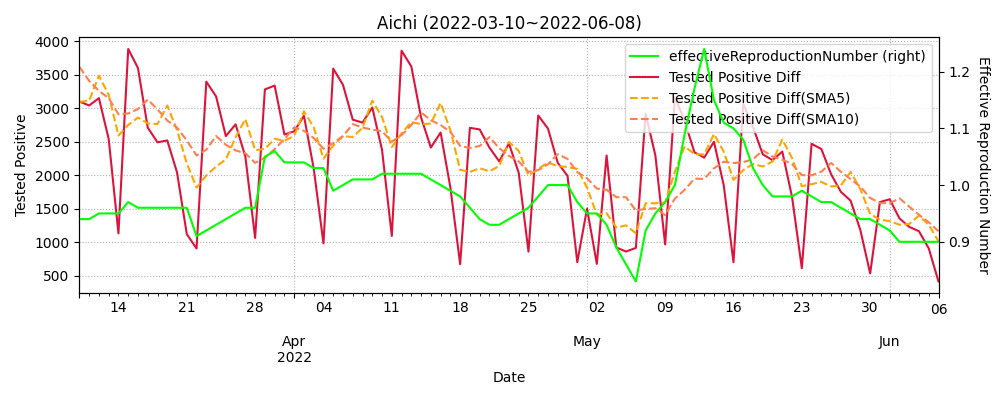 Aichi (2022-03-10~2022-06-08)
effectiveReproductionNumber (right)
Tested Positive Diff
Tested Positive Diff(SMA5)
Tested Positive Diff(SMA10)
Tested Positive
4000
3500
3000
2500
2000
1500
1000
500
Effective Reproduction Number
1.2
1.1
1.0
0.9
14 21 28 04 11 18 25 02 09 16 23 30 06
Apr May Jun
2022
Date